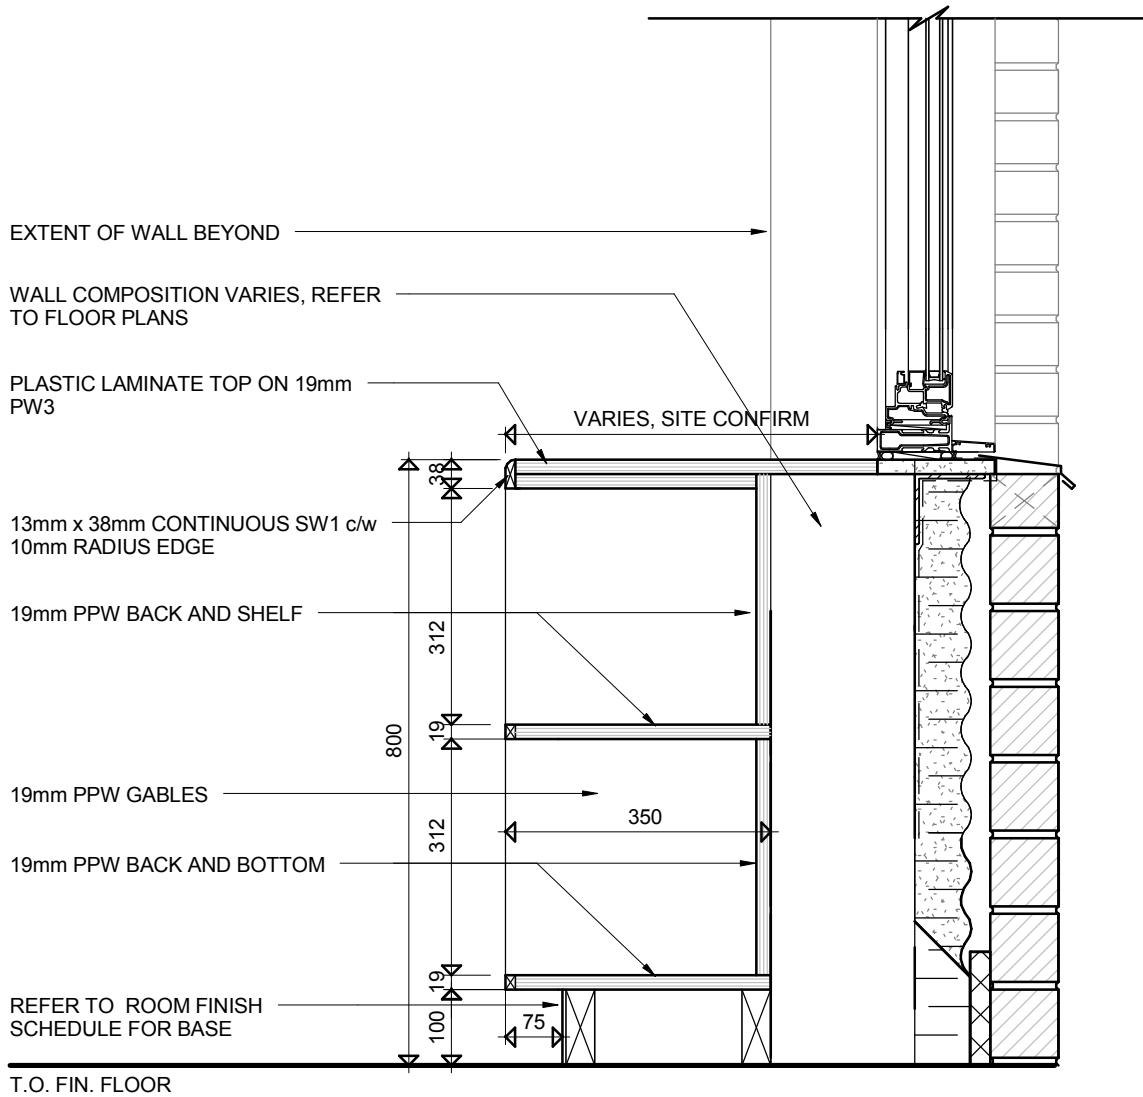 EXTENT OF WALL BEYOND
WALL COMPOSITION VARIES, REFER
TO FLOOR PLANS
PLASTIC LAMINATE TOP ON 19mm
PW3
VARIES, SITE CONFIRM
38
13mm x 38mm CONTINUOUS SW1 c/w
10mm RADIUS EDGE
19mm PPW BACK AND SHELF
312
800
19
19mm PPW GABLES
350
312
19mm PPW BACK AND BOTTOM
19
REFER TO ROOM FINISH
SCHEDULE FOR BASE
100
75
T.O. FIN. FLOOR